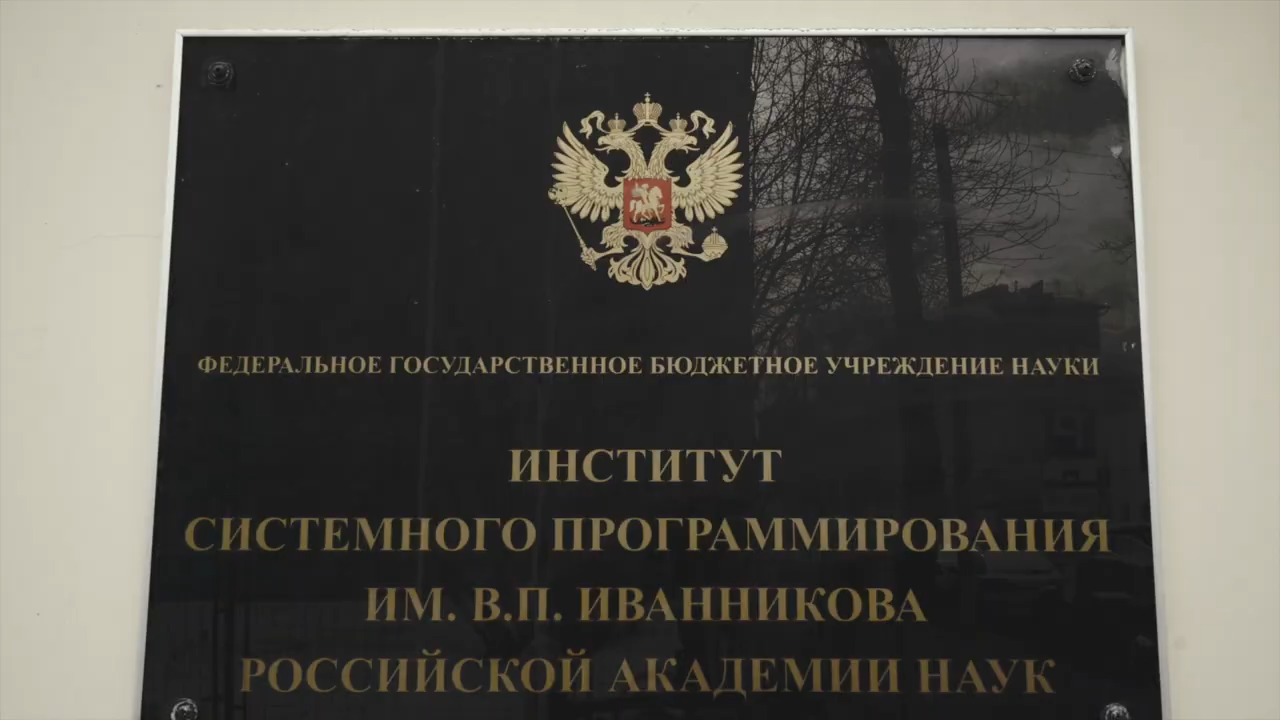 ФЕДЕРАЛЬНОЕ ГОСУДАРСТВЕННОЕ БЮДЖЕТНОЕ УЧРЕЖДЕНИЕ НАУКИ
ИНСТИТУТ
СИСТЕМНОГО ПРОГРАММИРОВАНИЯ
ИМ. В.П. ИВАННИКОВА
РОССИЙСКОЙ АКАДЕМИИ НАУК